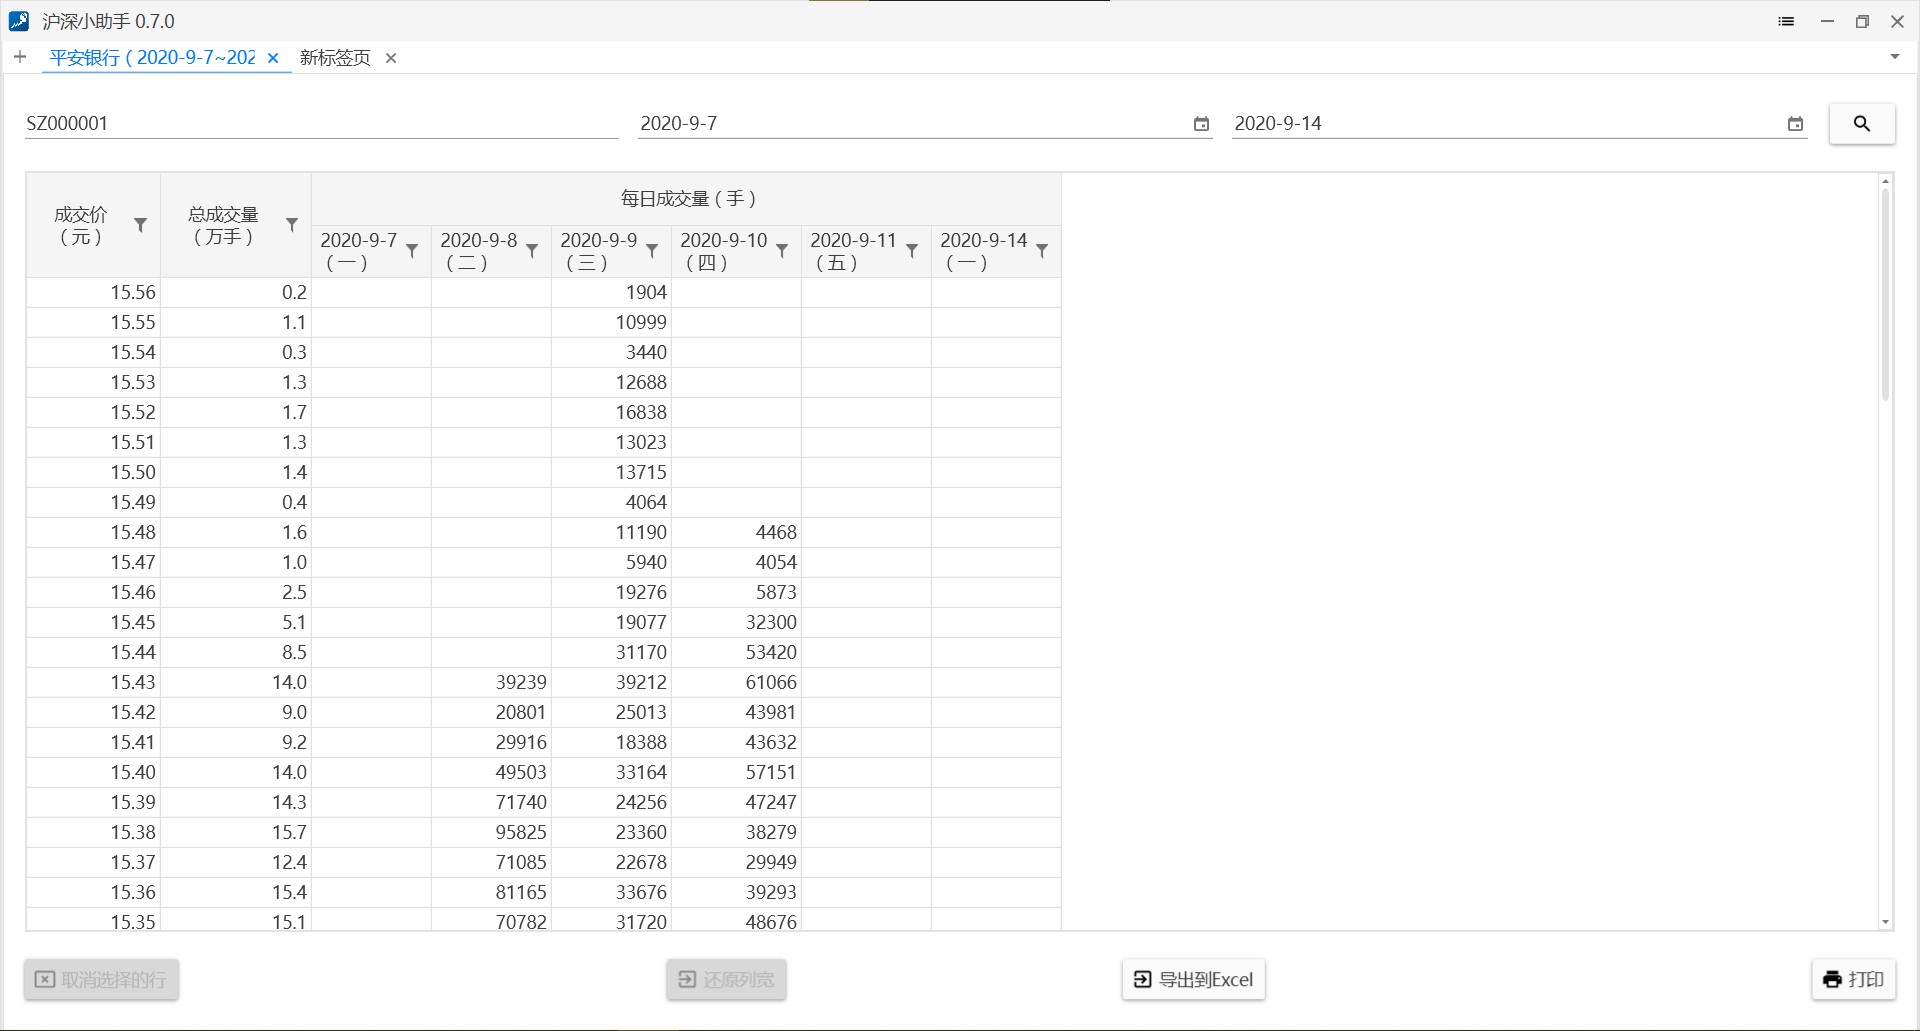 沪深小助手 0.7.0
平安银行（2020-9-7~202
新标签页
SZ000001
2020-9-7
2020-9-14
成交价（元）
总成交量（万手）
每日成交量（手）
2020-9-7（一）
2020-9-8（二）
2020-9-9（三）
2020-9-10（四）
2020-9-11（五）
2020-9-14（一）
15.56 0.2 1904
15.55 1.1 10999
15.54 0.3 3440
15.53 1.3 12688
15.52 1.7 16838
15.51 1.3 13023
15.50 1.4 13715
15.49 0.4 4064
15.48 1.6 11190 4468
15.47 1.0 5940 4054
15.46 2.5 19276 5873
15.45 5.1 19077 32300
15.44 8.5 31170 53420
15.43 14.0 39239 39212 61066
15.42 9.0 20801 25013 43981
15.41 9.2 29916 18388 43632
15.40 14.0 49503 33164 57151
15.39 14.3 71740 24256 47247
15.38 15.7 95825 23360 38279
15.37 12.4 71085 22678 29949
15.36 15.4 81165 33676 39293
15.35 15.1 70782 31720 48676
取消选择的行
还原列宽
导出到Excel
打印